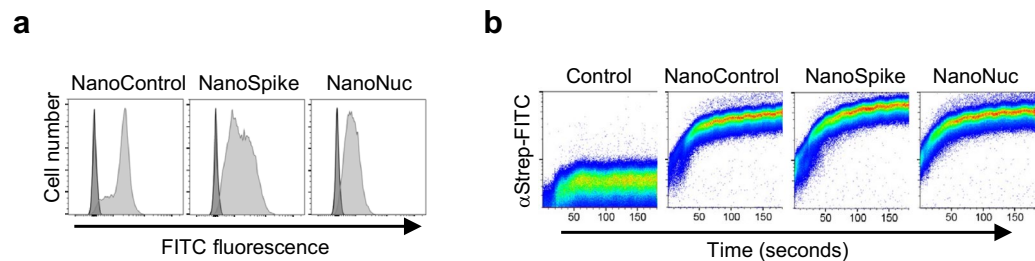 a
NanoControl NanoSpike NanoNuc
Cell number
FITC fluorescence
b
Control NanoControl NanoSpike NanoNuc
αStrep-FITC
50 100 150 50 100 150 50 100 150 50 100 150
Time (seconds)